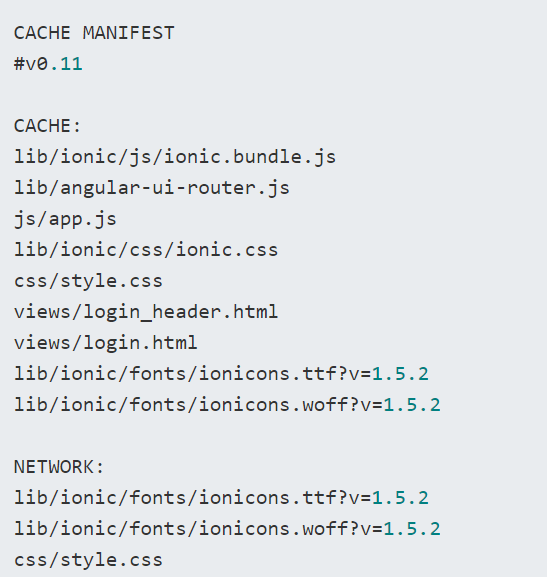 CACHE MANIFEST
#v0.11
CACHE:
lib/ionic/js/ionic.bundle.js
lib/angular-ui-router.js
js/app.js
lib/ionic/css/ionic.css
css/style.css
views/login_header.html
views/login.html
lib/ionic/fonts/ionicons.ttf?v=1.5.2
lib/ionic/fonts/ionicons.woff?v=1.5.2
NETWORK:
lib/ionic/fonts/ionicons.ttf?v=1.5.2
lib/ionic/fonts/ionicons.woff?v=1.5.2
css/style.css